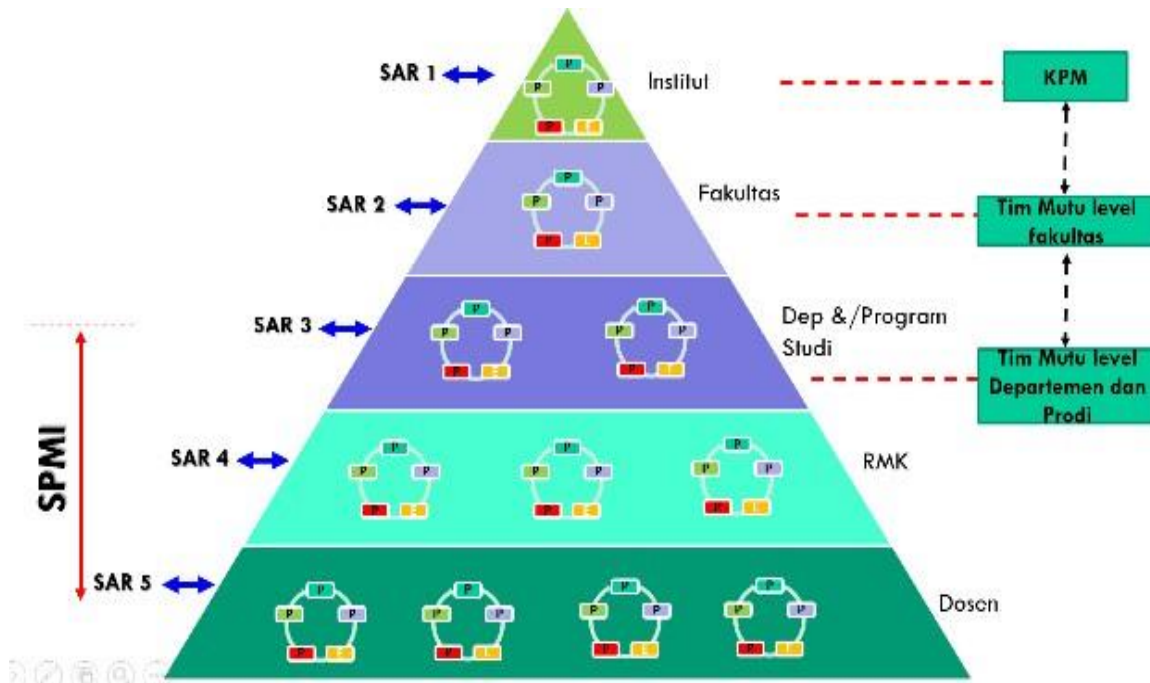 SAR 1
P
P
P
P
E
Institut
KPM
SAR 2
P
P
P
P
E
Fakultas
Tim Mutu level
fakultas
SAR 3
P
P
P
P
E
P
P
P
P
E
Dep &/Program
Studi
Tim Mutu level
Departemen dan
Prodi
SPMI
SAR 4
P
P
P
P
E
P
P
P
P
E
P
P
P
P
E
RMK
SAR 5
P
P
P
P
E
P
P
P
P
E
P
P
P
P
E
P
P
P
P
E
Dosen